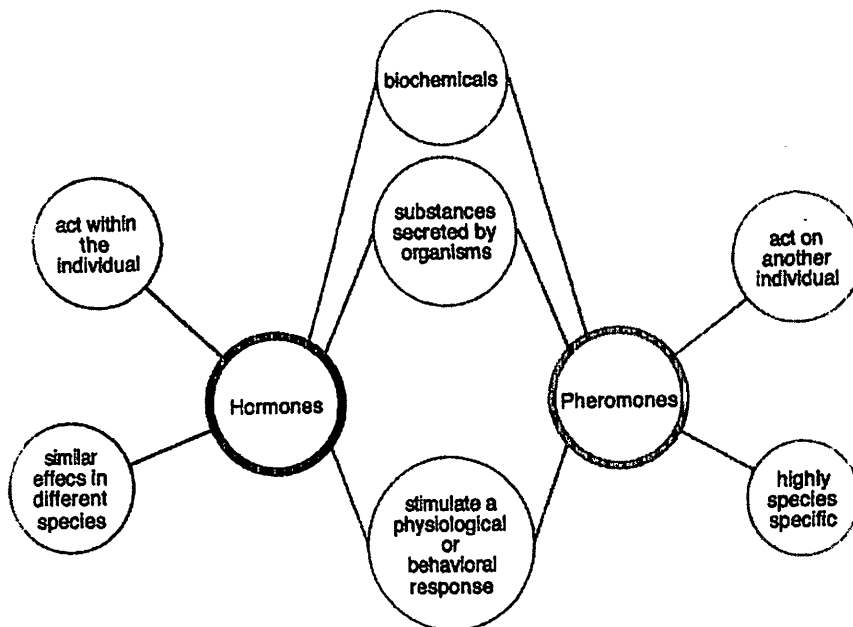 biochemicals
substances
secreted by
organisms
act within
the
individual
act on
another
individual
Hormones
Pheromones
similar
effecs in
different
species
stimulate a
physiological
or
behavioral
response
highly
species
specific